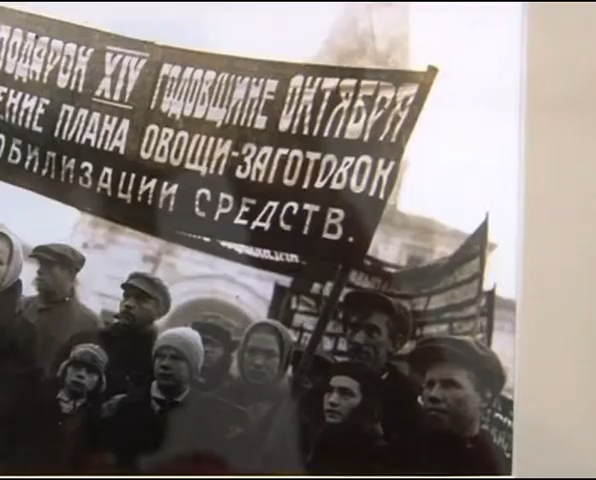 ПОДАРОК XIV ГОДОВЩИНЕ ОКТЯБРЯ
ЕНИЕ ПЛАНА ОВОЩИ-ЗАГОТОВОК
ОБИЛИЗАЦИИ СРЕДСТВ.